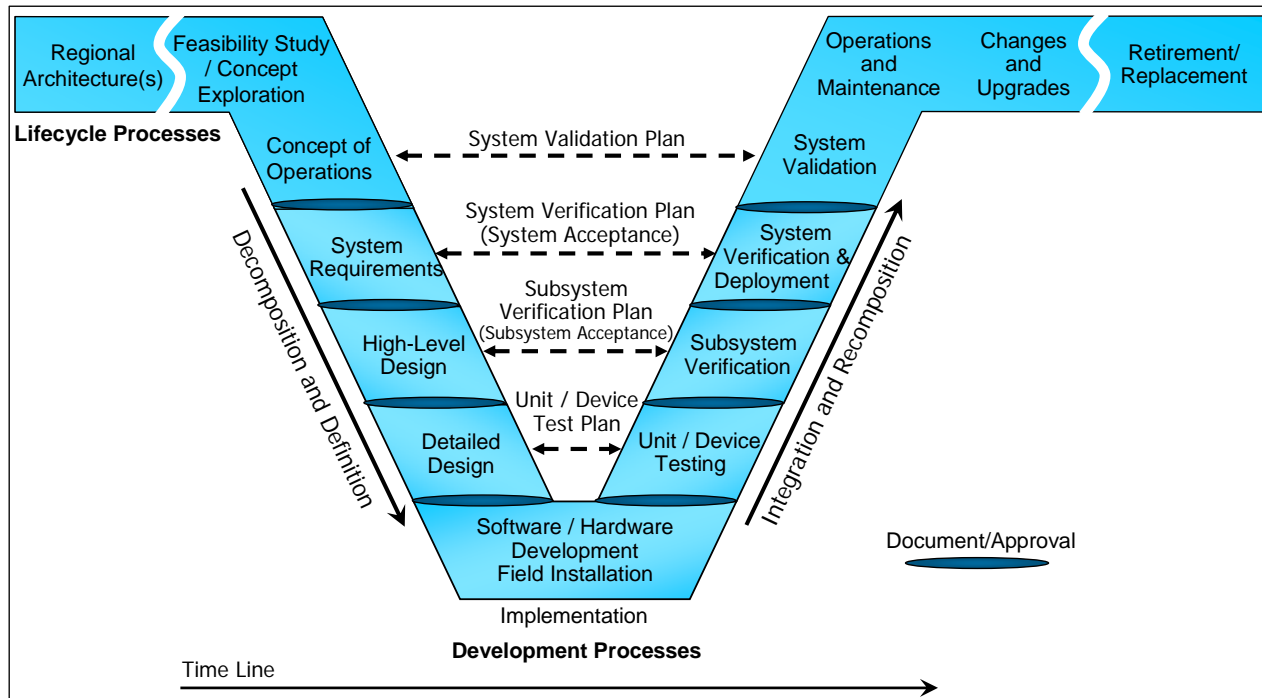 Regional
Architecture(s)
Feasibility Study
/ Concept
Exploration
Operations
and
Maintenance
Changes
and
Upgrades
Retirement/
Replacement
Lifecycle Processes
Concept of
Operations
System Validation Plan
System
Validation
System
Requirements
System Verification Plan
(System Acceptance)
System
Verification &
Deployment
High-Level
Design
Subsystem
Verification Plan
(Subsystem Acceptance)
Subsystem
Verification
Detailed
Design
Unit / Device
Test Plan
Unit / Device
Testing
Decomposition and Definition
Integration and Recomposition
Software / Hardware
Development
Field Installation
Document/Approval
Implementation
Development Processes
Time Line